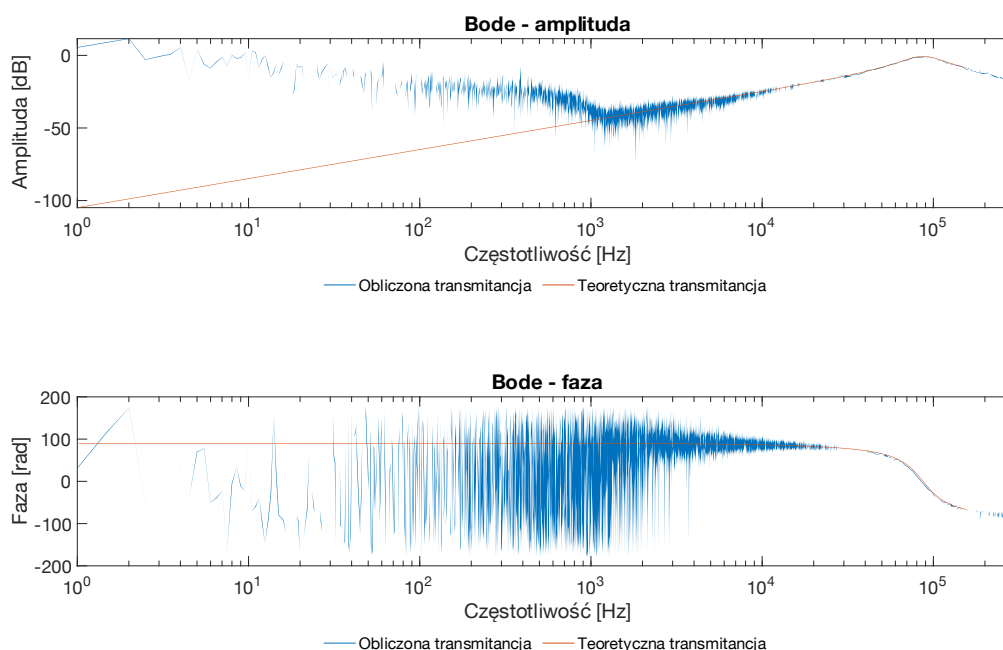 Bode - amplituda
Amplituda [dB]
0
-50
-100
10^0 10^1 10^2 10^3 10^4 10^5
Częstotliwość [Hz]
Obliczona transmitancja Teoretyczna transmitancja
Bode - faza
Faza [rad]
200
100
0
-100
-200
10^0 10^1 10^2 10^3 10^4 10^5
Częstotliwość [Hz]
Obliczona transmitancja Teoretyczna transmitancja